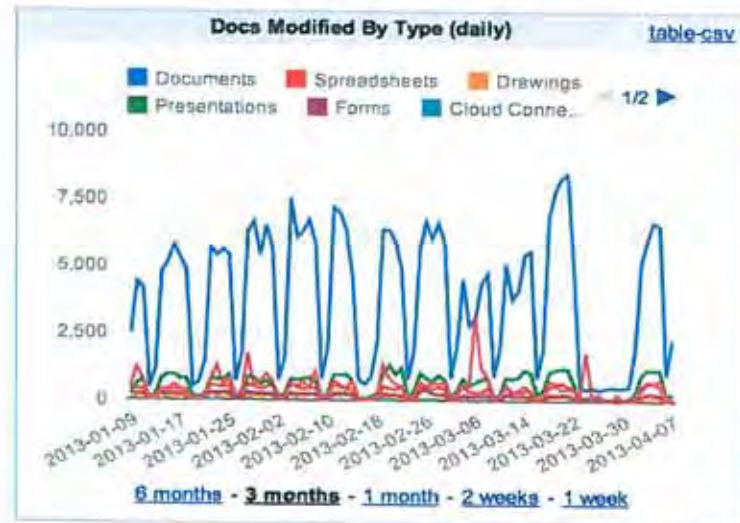 Docs Modified By Type (daily)
table-csv
Documents Spreadsheets Drawings
Presentations Forms Cloud Conne..
1/2
10,000
7,500
5,000
2,500
0
2013-01-09 2013-01-17 2013-01-25 2013-02-02 2013-02-10 2013-02-18 2013-02-26 2013-03-06 2013-03-14 2013-03-22 2013-03-30 2013-04-07
6 months - 3 months - 1 month - 2 weeks - 1 week